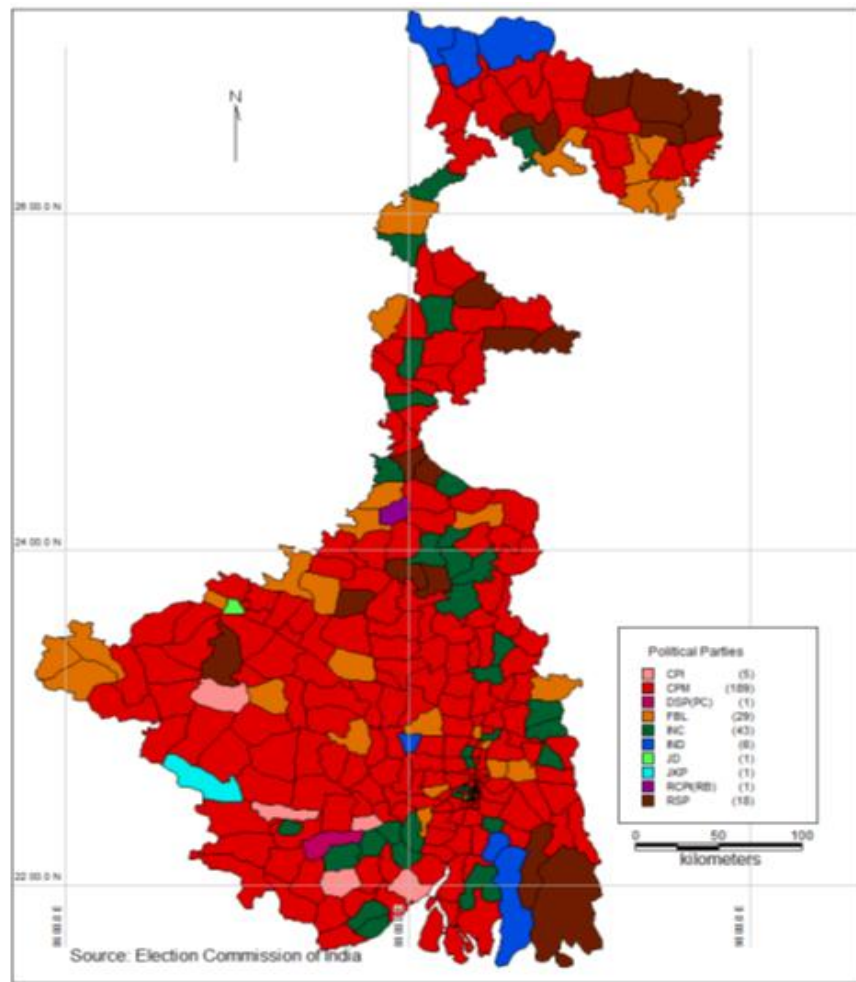 N
26 00.0 N
24 00.0 N
22 00.0 N
Political Parties
CPI (5)
CPM (189)
DSP(PC) (1)
FBL (29)
INC (43)
IND (6)
JD (1)
JKP (1)
RCPI(RB) (1)
RSP (18)
0 50 100
kilometers
Source: Election Commission of India